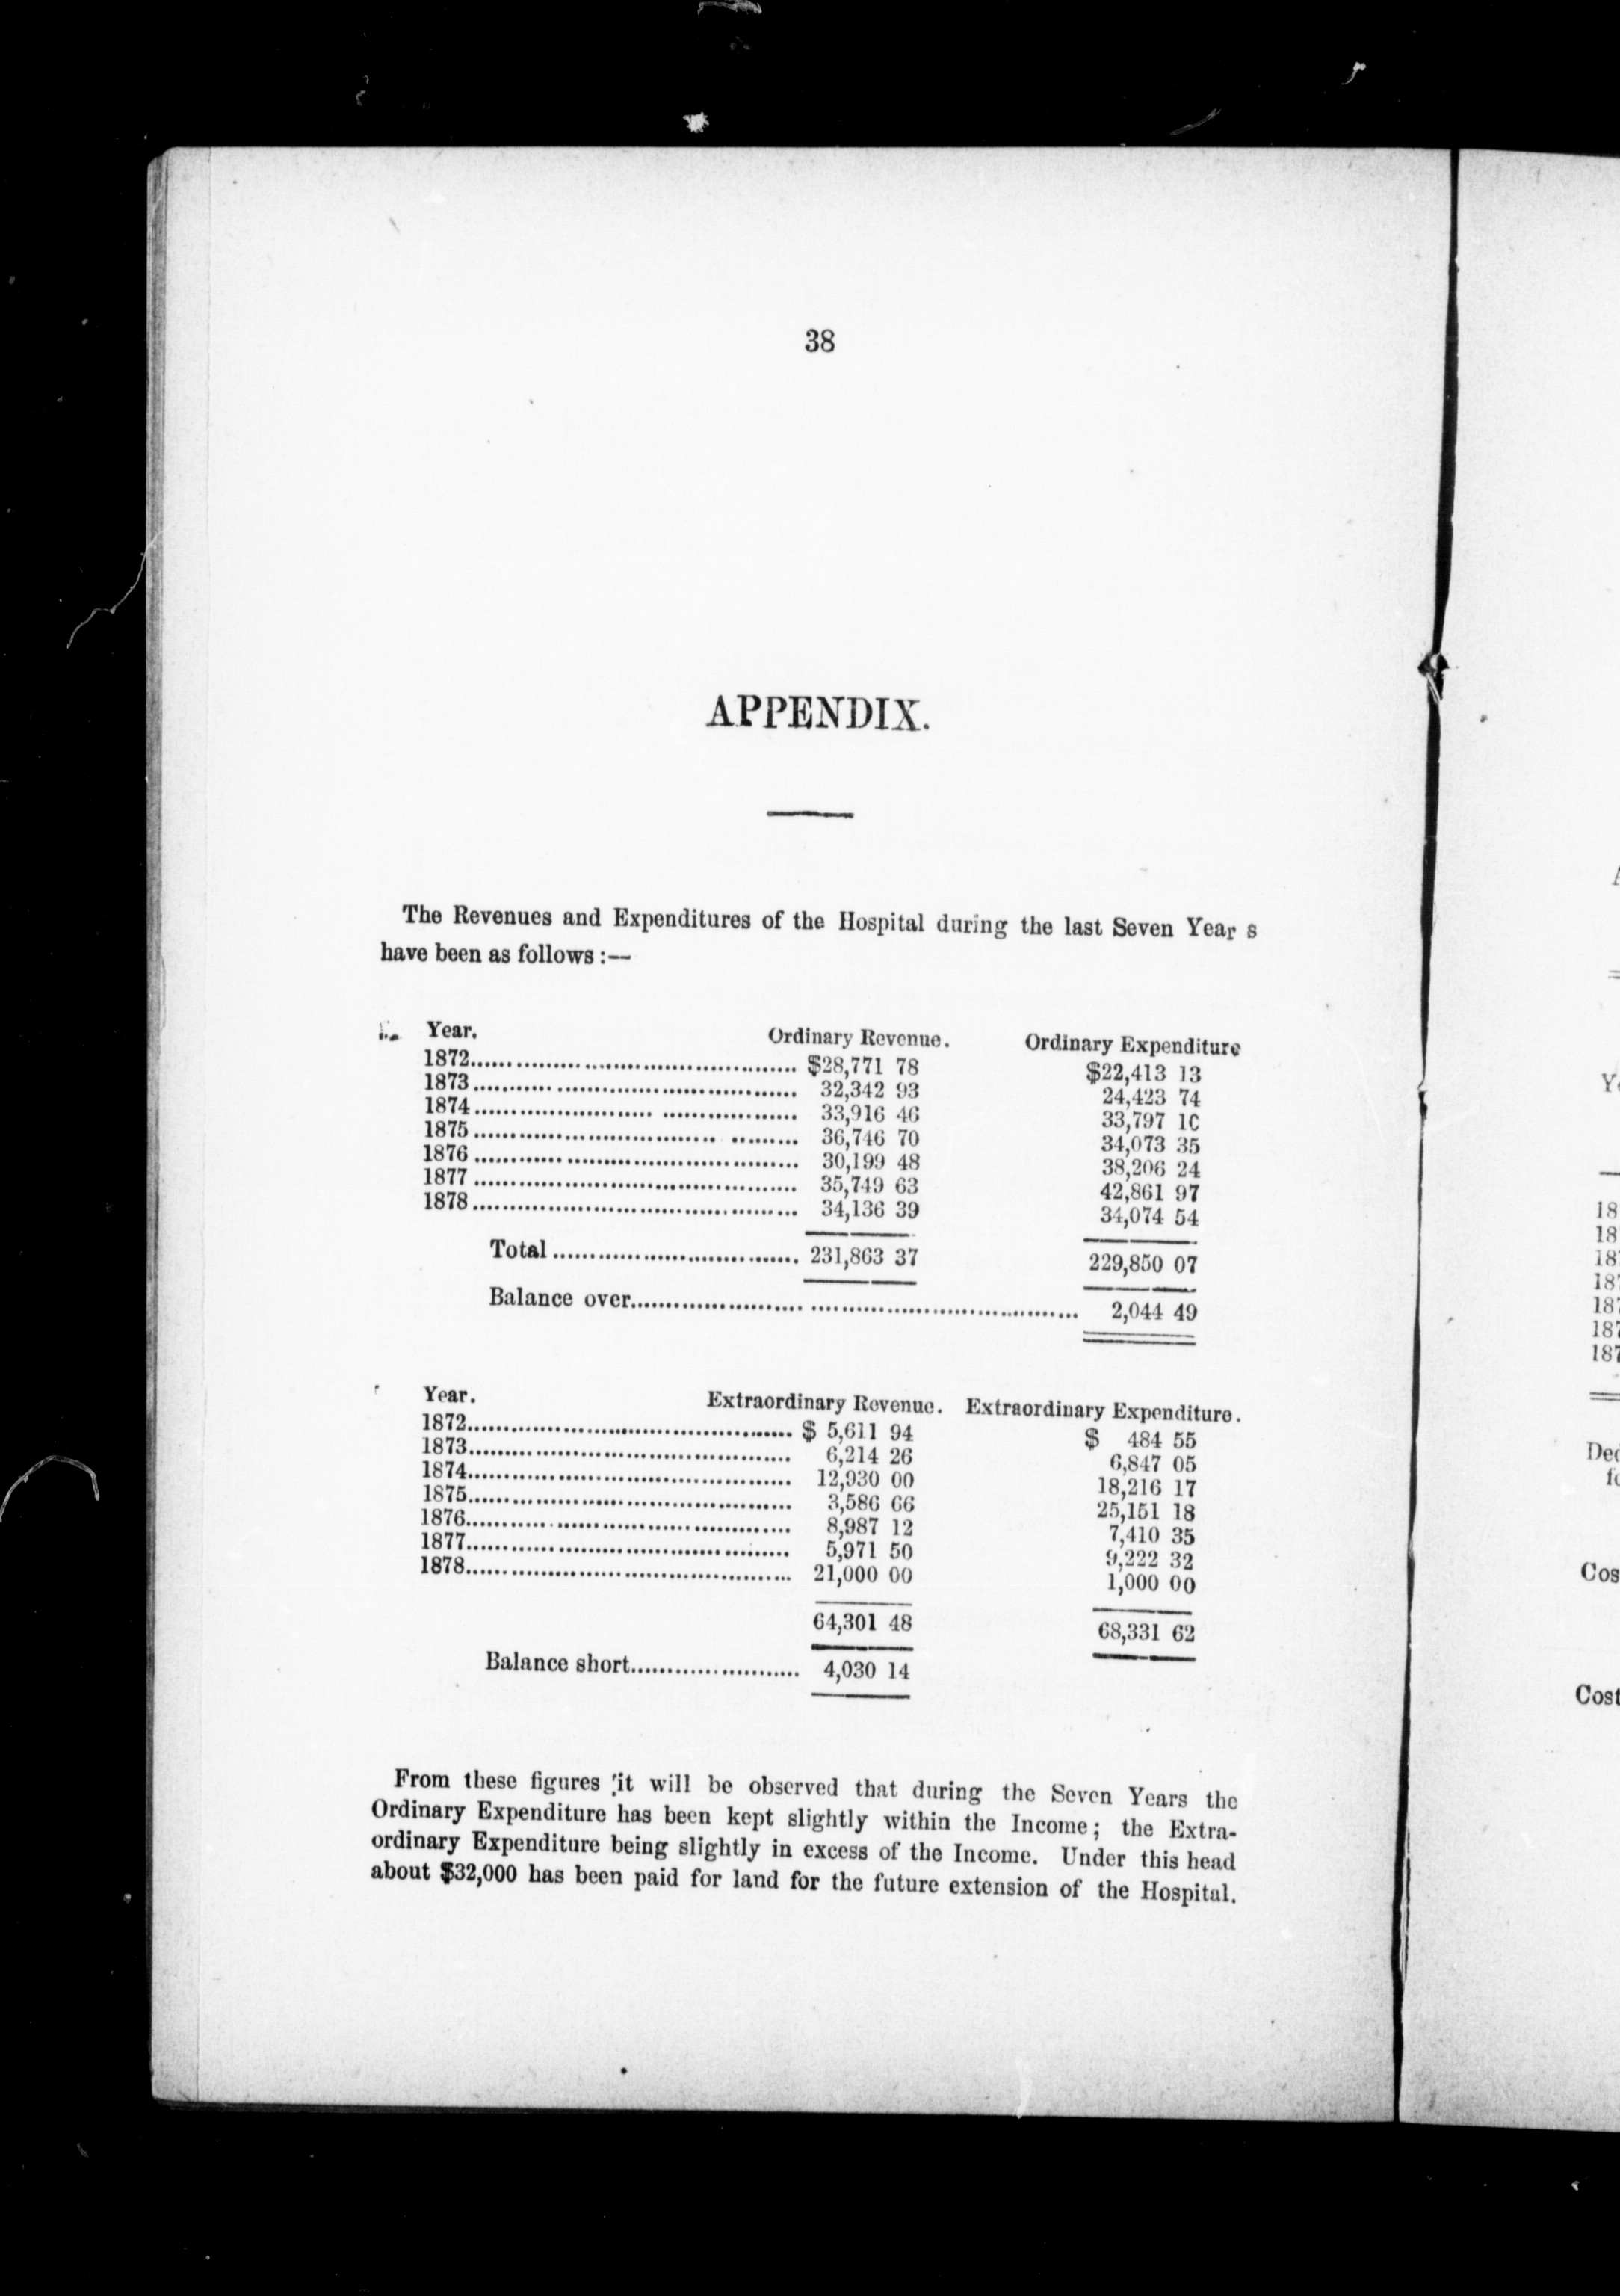 38
APPENDIX.
The Revenues and Expenditures of the Hospital during the last Seven Year s
have been as follows :—
Year. Ordinary Revenue. Ordinary Expenditure
1872.......................................... $28,771 78 $22,413 13
1873.......................................... 32,342 93 24,423 74
1874.......................................... 33,916 46 33,797 10
1875.......................................... 36,746 70 34,073 35
1876.......................................... 30,199 48 38,206 24
1877.......................................... 35,749 63 42,861 97
1878.......................................... 34,136 39 34,074 54
Total................................ 231,863 37 229,850 07
Balance over.......................................................... 2,044 49
Year. Extraordinary Revenue. Extraordinary Expenditure.
1872.......................................... $ 5,611 94 $ 484 55
1873.......................................... 6,214 26 6,847 05
1874.......................................... 12,930 00 18,216 17
1875.......................................... 3,586 66 25,151 18
1876.......................................... 8,987 12 7,410 35
1877.......................................... 5,971 50 9,222 32
1878.......................................... 21,000 00 1,000 00
64,301 48 68,331 62
Balance short....................... 4,030 14
From these figures it will be observed that during the Seven Years the
Ordinary Expenditure has been kept slightly within the Income; the Extra-
ordinary Expenditure being slightly in excess of the Income. Under this head
about $32,000 has been paid for land for the future extension of the Hospital.
18
18
18
187
187
187
187
Cos
Cost